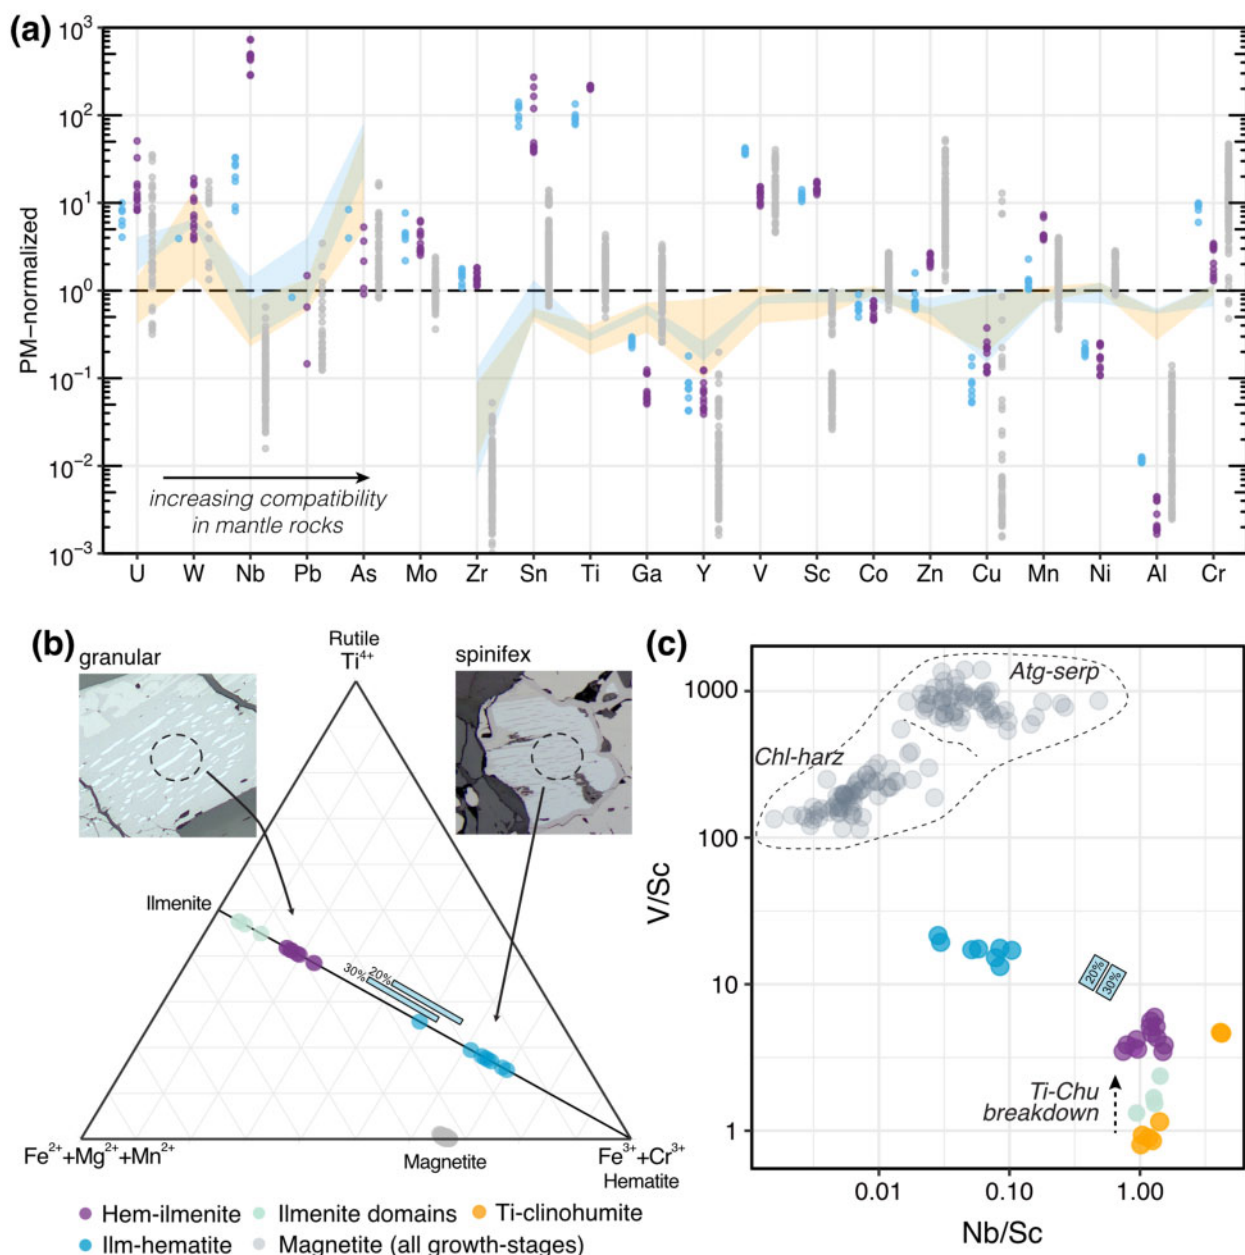 (a)
PM-normalized
10³
10²
10¹
10⁰
10⁻¹
10⁻²
10⁻³
increasing compatibility
in mantle rocks
U W Nb Pb As Mo Zr Sn Ti Ga Y V Sc Co Zn Cu Mn Ni Al Cr
(b)
granular
Rutile
Ti⁴⁺
spinifex
Ilmenite
30%
20%
Fe²⁺+Mg²⁺+Mn²⁺
Magnetite
Fe³⁺+Cr³⁺
Hematite
Hem-ilmenite
Ilmenite domains
Ti-clinohumite
Ilm-hematite
Magnetite (all growth-stages)
(c)
V/Sc
1000
100
10
1
Atg-serp
Chl-harz
20%
30%
Ti-Chu
breakdown
0.01 0.10 1.00
Nb/Sc